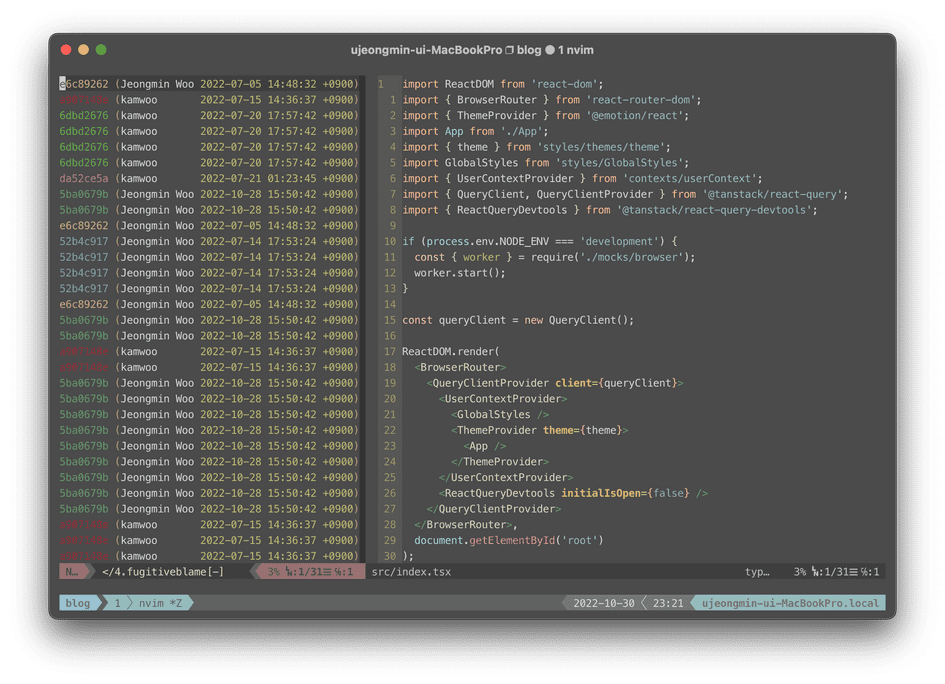 ujeongmin-ui-MacBookPro blog ● 1 nvim
e6c89262 (Jeongmin Woo 2022-07-05 14:48:32 +0900) 1 import ReactDOM from 'react-dom';
(kamwoo 2022-07-15 14:36:37 +0900) 1 import { BrowserRouter } from 'react-router-dom';
6dbd2676 (kamwoo 2022-07-20 17:57:42 +0900) 2 import { ThemeProvider } from '@emotion/react';
6dbd2676 (kamwoo 2022-07-20 17:57:42 +0900) 3 import App from './App';
6dbd2676 (kamwoo 2022-07-20 17:57:42 +0900) 4 import { theme } from 'styles/themes/theme';
6dbd2676 (kamwoo 2022-07-20 17:57:42 +0900) 5 import GlobalStyles from 'styles/GlobalStyles';
da52ce5a (kamwoo 2022-07-21 01:23:45 +0900) 6 import { UserContextProvider } from 'contexts/userContext';
5ba0679b (Jeongmin Woo 2022-10-28 15:50:42 +0900) 7 import { QueryClient, QueryClientProvider } from '@tanstack/react-query';
5ba0679b (Jeongmin Woo 2022-10-28 15:50:42 +0900) 8 import { ReactQueryDevtools } from '@tanstack/react-query-devtools';
e6c89262 (Jeongmin Woo 2022-07-05 14:48:32 +0900) 9
52b4c917 (Jeongmin Woo 2022-07-14 17:53:24 +0900) 10 if (process.env.NODE_ENV === 'development') {
52b4c917 (Jeongmin Woo 2022-07-14 17:53:24 +0900) 11 const { worker } = require('./mocks/browser');
52b4c917 (Jeongmin Woo 2022-07-14 17:53:24 +0900) 12 worker.start();
52b4c917 (Jeongmin Woo 2022-07-14 17:53:24 +0900) 13 }
e6c89262 (Jeongmin Woo 2022-07-05 14:48:32 +0900) 14
5ba0679b (Jeongmin Woo 2022-10-28 15:50:42 +0900) 15 const queryClient = new QueryClient();
5ba0679b (Jeongmin Woo 2022-10-28 15:50:42 +0900) 16
(kamwoo 2022-07-15 14:36:37 +0900) 17 ReactDOM.render(
(kamwoo 2022-07-15 14:36:37 +0900) 18 <BrowserRouter>
5ba0679b (Jeongmin Woo 2022-10-28 15:50:42 +0900) 19 <QueryClientProvider client={queryClient}>
5ba0679b (Jeongmin Woo 2022-10-28 15:50:42 +0900) 20 <UserContextProvider>
5ba0679b (Jeongmin Woo 2022-10-28 15:50:42 +0900) 21 <GlobalStyles />
5ba0679b (Jeongmin Woo 2022-10-28 15:50:42 +0900) 22 <ThemeProvider theme={theme}>
5ba0679b (Jeongmin Woo 2022-10-28 15:50:42 +0900) 23 <App />
5ba0679b (Jeongmin Woo 2022-10-28 15:50:42 +0900) 24 </ThemeProvider>
5ba0679b (Jeongmin Woo 2022-10-28 15:50:42 +0900) 25 </UserContextProvider>
5ba0679b (Jeongmin Woo 2022-10-28 15:50:42 +0900) 26 <ReactQueryDevtools initialIsOpen={false} />
5ba0679b (Jeongmin Woo 2022-10-28 15:50:42 +0900) 27 </QueryClientProvider>
(kamwoo 2022-07-15 14:36:37 +0900) 28 </BrowserRouter>,
(kamwoo 2022-07-15 14:36:37 +0900) 29 document.getElementById('root')
(kamwoo 2022-07-15 14:36:37 +0900) 30 );
N… </4.fugitiveblame[-] 3% :1/31☰ ℅:1 src/index.tsx typ… 3% :1/31☰ ℅:1
blog 1 nvim *Z 2022-10-30 23:21 ujeongmin-ui-MacBookPro.local